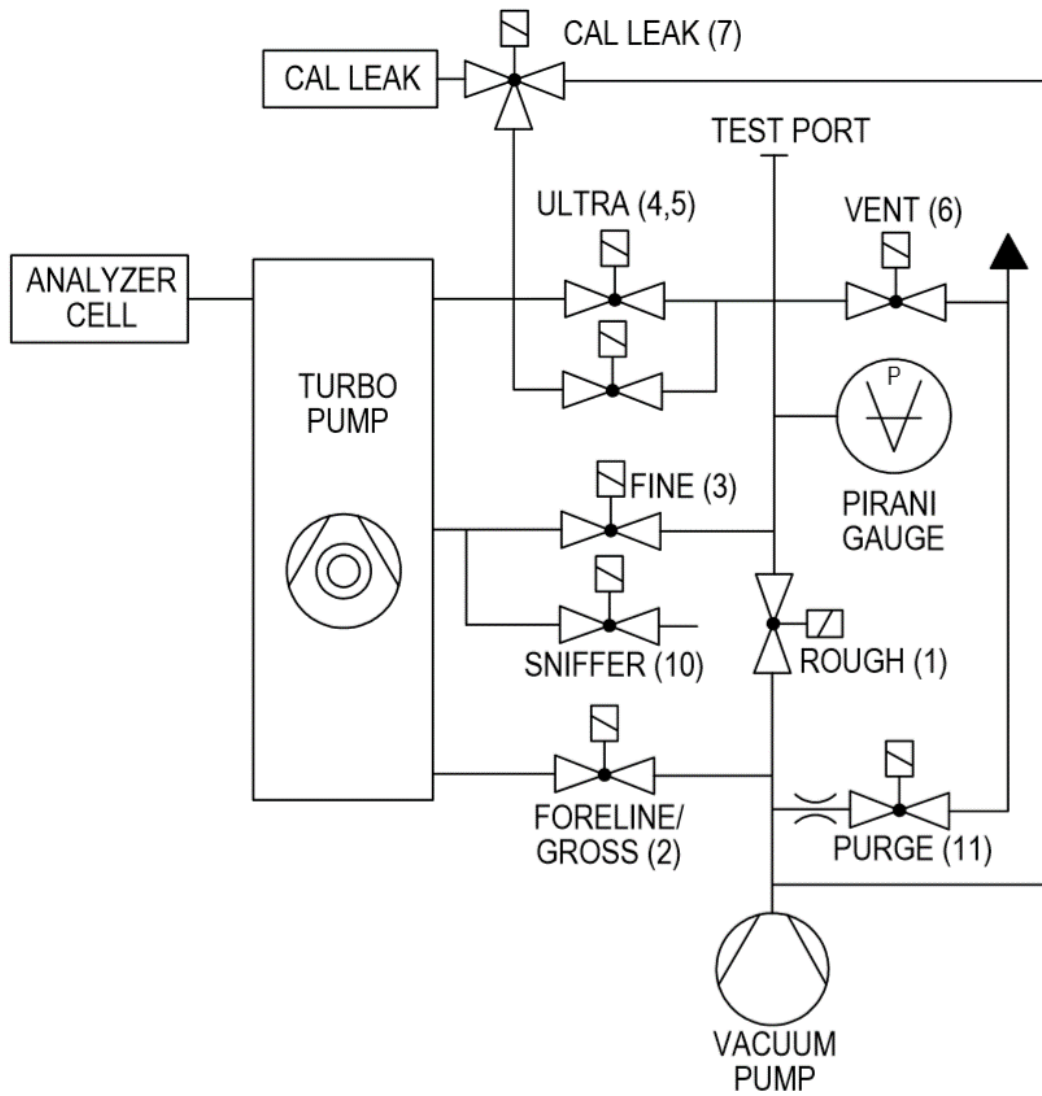 CAL LEAK (7)
CAL LEAK
TEST PORT
ULTRA (4,5)
VENT (6)
ANALYZER
CELL
TURBO
PUMP
P
FINE (3)
PIRANI
GAUGE
SNIFFER (10)
ROUGH (1)
FORELINE/
GROSS (2)
PURGE (11)
VACUUM
PUMP